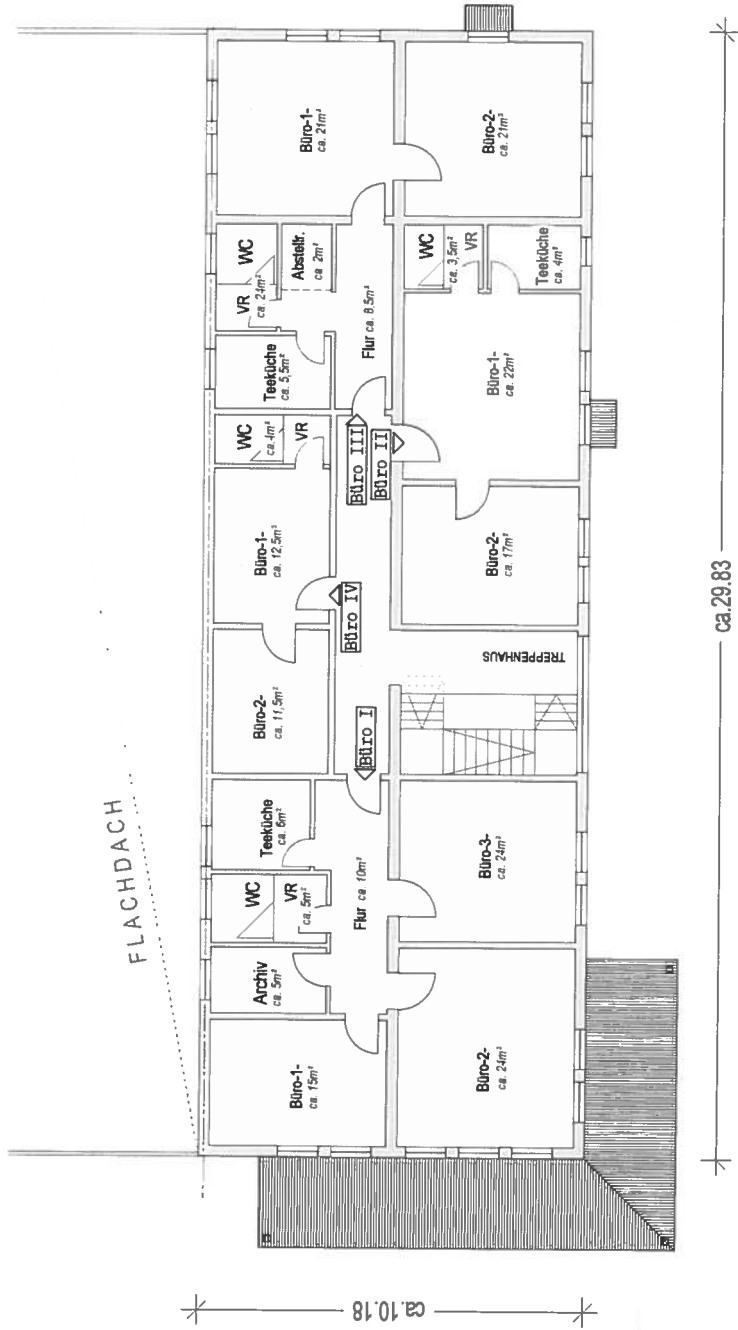 FLACHDACH
Büro-1-
ca. 15m²
Archiv
ca. 5m²
WC
VR
ca. 5m²
Teeküche
ca. 6m²
Flur ca. 10m²
Büro-2-
ca. 24m²
Büro-3-
ca. 24m²
Büro I
Büro-2-
ca. 11,5m²
Büro-1-
ca. 12,5m²
WC
ca.4m²
VR
Büro IV
TREPPENHAUS
Büro III
Büro II
Büro-2-
ca. 17m²
Büro-1-
ca. 22m²
WC
ca. 3,5m²
VR
Teeküche
ca. 4m²
Teeküche
ca. 5,5m²
WC
VR
Abstellr.
ca 2m²
Flur ca. 8,5m²
Büro-1-
ca. 21m²
Büro-2-
ca. 21m²
ca.29.83
ca.10.18